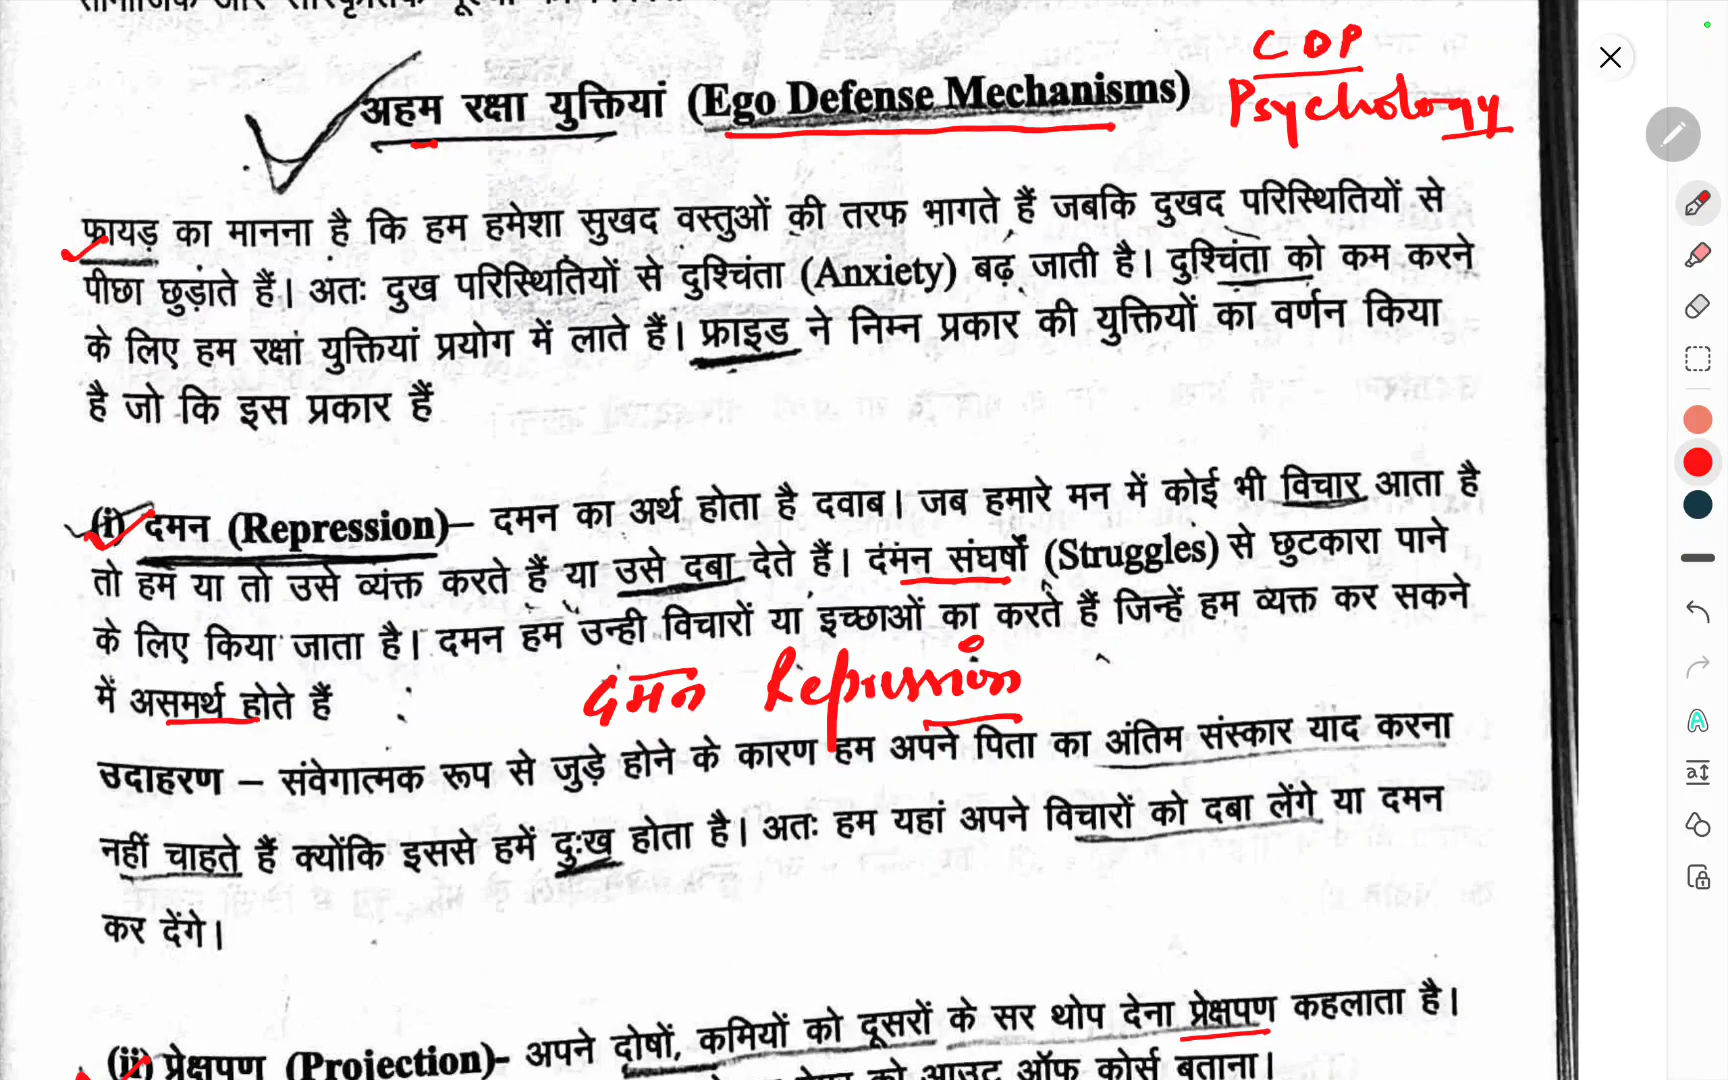 CDP
Psychology
अहम रक्षा युक्तियां (Ego Defense Mechanisms)
फायड़ का मानना है कि हम हमेशा सुखद वस्तुओं की तरफ भागते हैं जबकि दुखद परिस्थितियों से
पीछा छुड़ाते हैं। अतः दुख परिस्थितियों से दुश्चिंता (Anxiety) बढ़ जाती है। दुश्चिंता को कम करने
के लिए हम रक्षां युक्तियां प्रयोग में लाते हैं। फ्राइड ने निम्न प्रकार की युक्तियों का वर्णन किया
है जो कि इस प्रकार हैं
(i) दमन (Repression)– दमन का अर्थ होता है दवाब। जब हमारे मन में कोई भी विचार आता है
तो हम या तो उसे व्यंक्त करते हैं या उसे दबा देते हैं। दमन संघर्षों (Struggles) से छुटकारा पाने
के लिए किया जाता है। दमन हम उन्ही विचारों या इच्छाओं का करते हैं जिन्हें हम व्यक्त कर सकने
में असमर्थ होते हैं
दमन Repression
उदाहरण – संवेगात्मक रूप से जुड़े होने के कारण हम अपने पिता का अंतिम संस्कार याद करना
नहीं चाहते हैं क्योंकि इससे हमें दुःख होता है। अतः हम यहां अपने विचारों को दबा लेंगे या दमन
कर देंगे।
(ii) प्रेक्षपण (Projection)- अपने दोषों, कमियों को दूसरों के सर थोप देना प्रेक्षपण कहलाता है।
को आउट ऑफ कोर्स बताना।